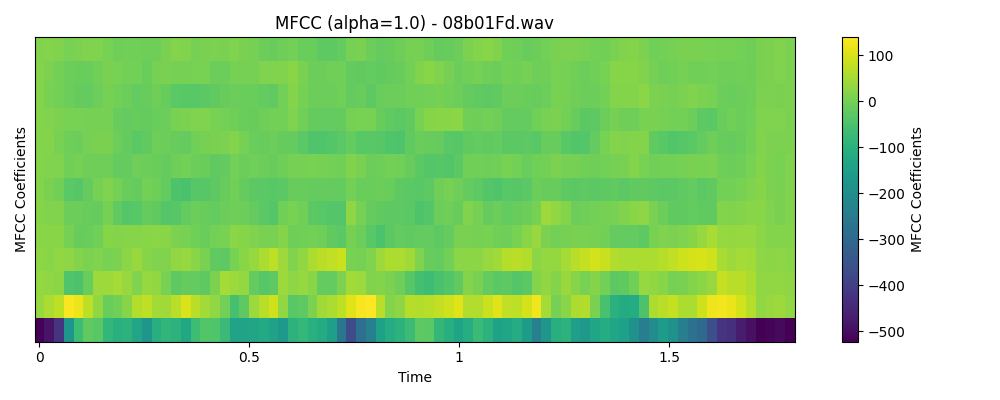 MFCC (alpha=1.0) - 08b01Fd.wav
MFCC Coefficients
0
0.5
1
1.5
Time
100
0
−100
−200
−300
−400
−500
MFCC Coefficients